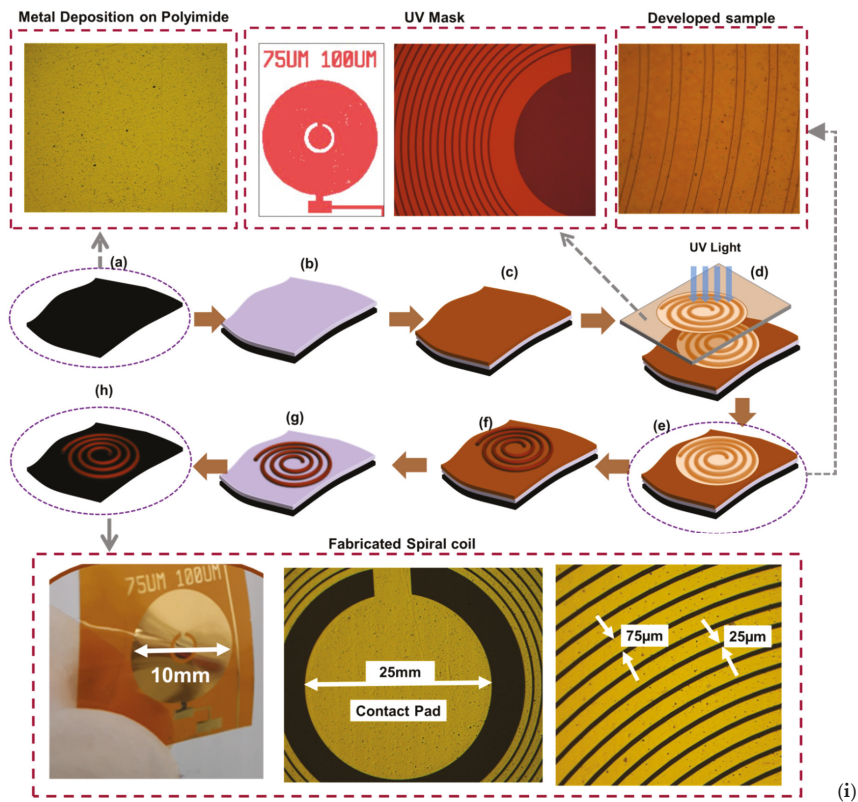 Metal Deposition on Polyimide
UV Mask
Developed sample
75UM 100UM
UV Light
(a)
(b)
(c)
(d)
(h)
(g)
(f)
(e)
Fabricated Spiral coil
75UM 100UM
10mm
25mm
Contact Pad
75µm
25µm
(i)